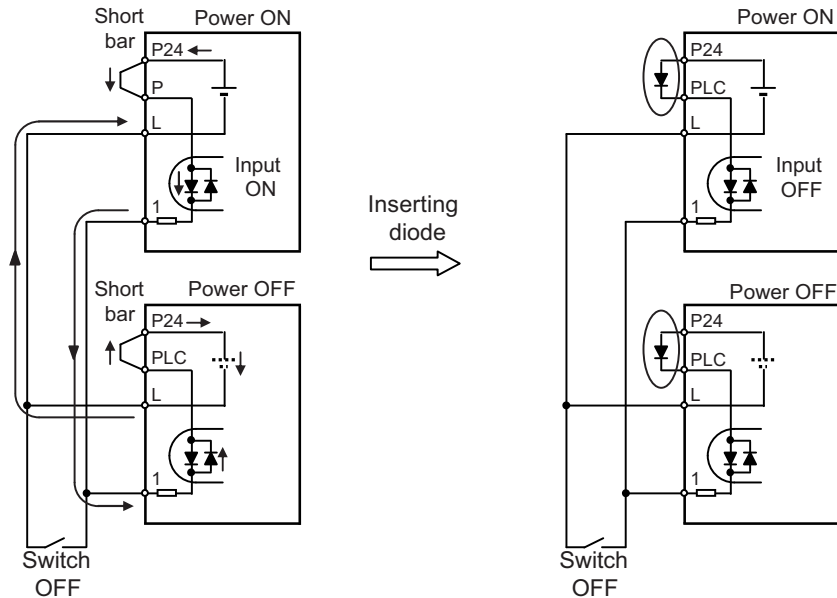 Short
bar
Power ON
P24
P
L
Input
ON
1
Short
bar
Power OFF
P24
PLC
L
1
Switch
OFF
Inserting
diode
Power ON
P24
PLC
L
Input
OFF
1
Power OFF
P24
PLC
L
1
Switch
OFF